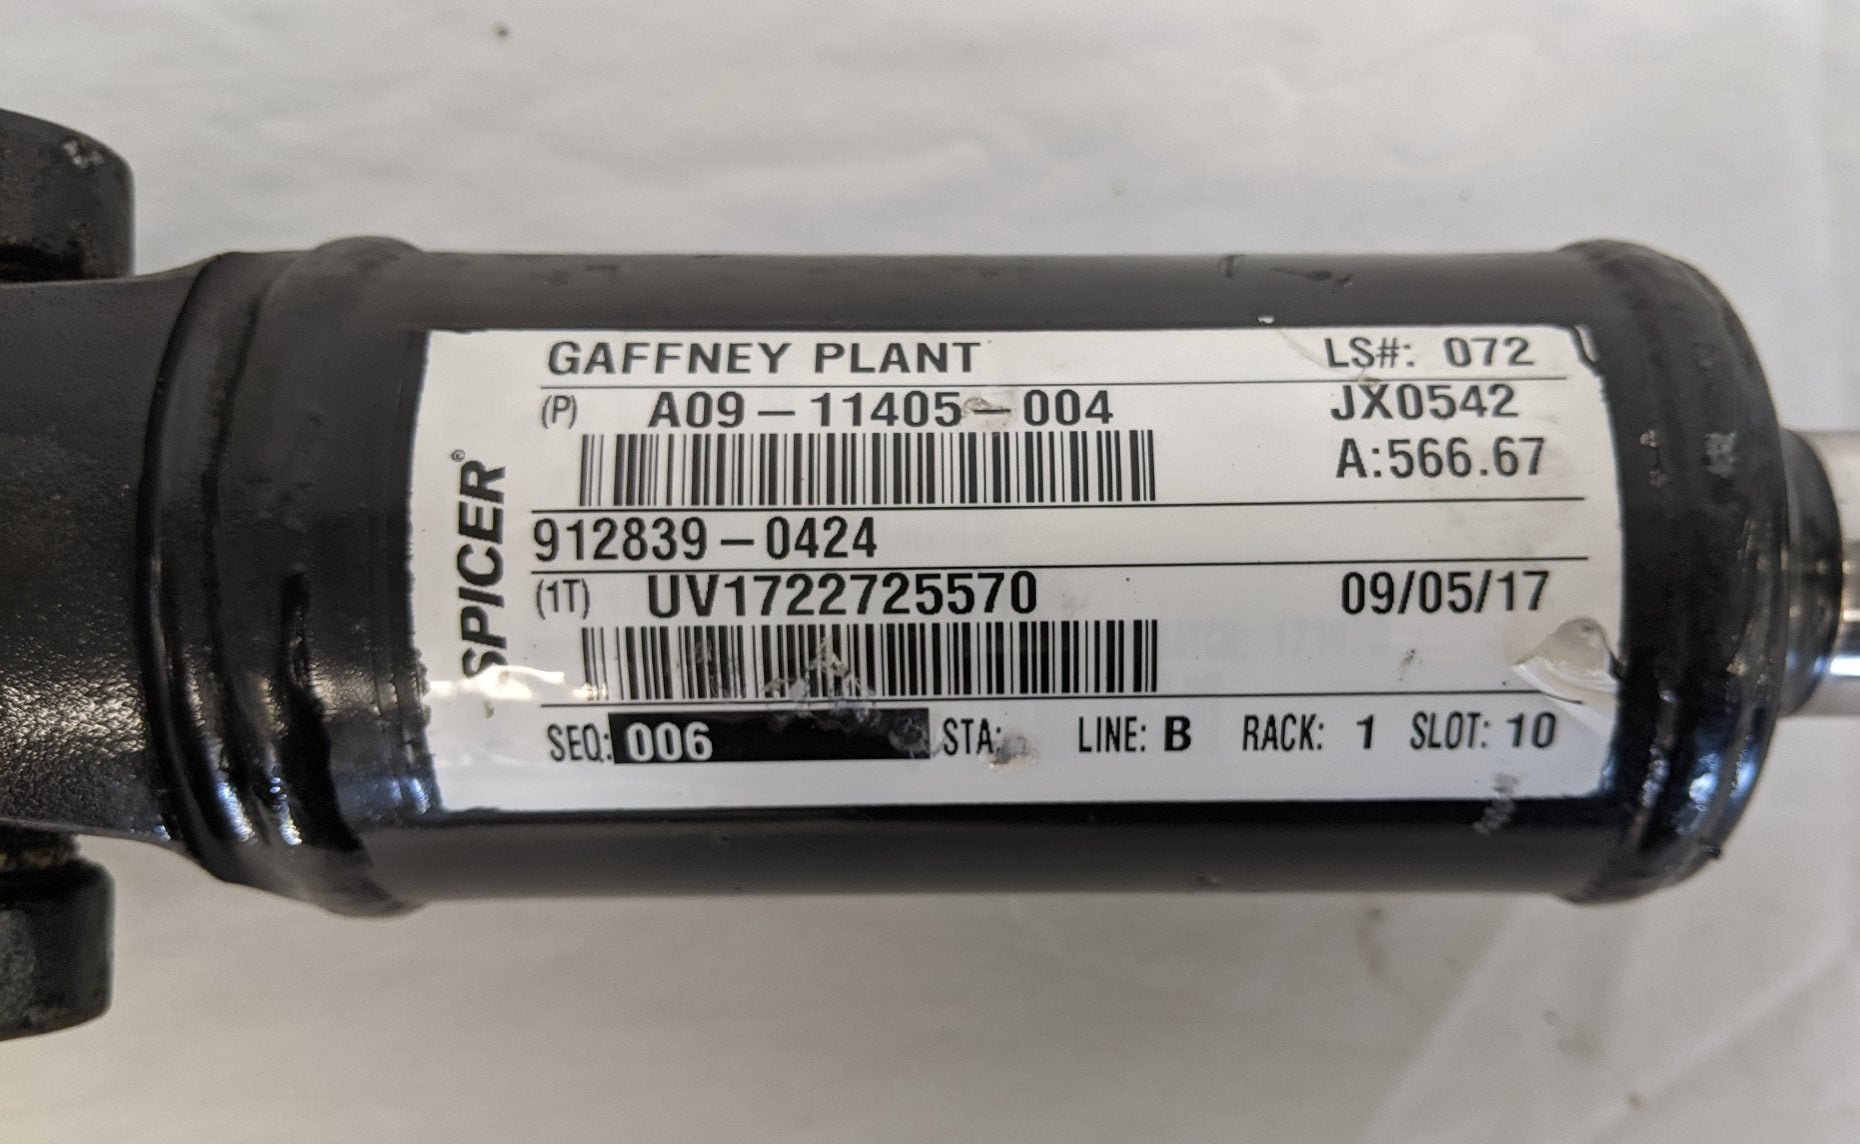 GAFFNEY PLANT LS#: 072
(P) A09-11405-004 JX0542
A:566.67
SPICER®
912839-0424
(1T) UV1722725570 09/05/17
SEQ: 006 STA: LINE: B RACK: 1 SLOT: 10